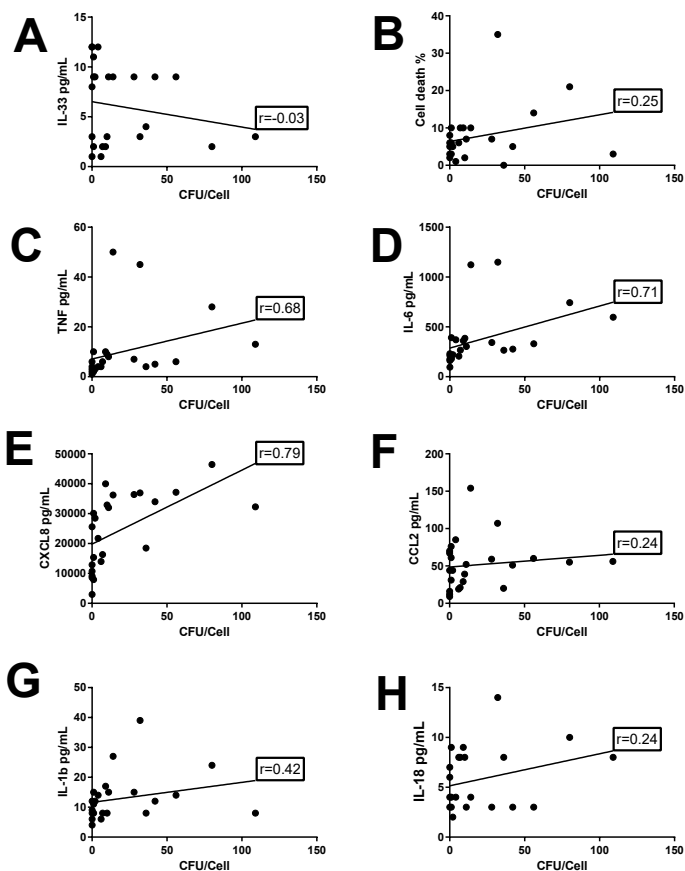 A
IL-33 pg/mL
15
10
5
0
0 50 100 150
r=-0.03
CFU/Cell
B
Cell death %
40
30
20
10
0
0 50 100 150
r=0.25
CFU/Cell
C
TNF pg/mL
60
40
20
0
0 50 100 150
r=0.68
CFU/Cell
D
IL-6 pg/mL
1500
1000
500
0
0 50 100 150
r=0.71
CFU/Cell
E
CXCL8 pg/mL
50000
40000
30000
20000
10000
0
0 50 100 150
r=0.79
CFU/Cell
F
CCL2 pg/mL
200
150
100
50
0
0 50 100 150
r=0.24
CFU/Cell
G
IL-1b pg/mL
50
40
30
20
10
0
0 50 100 150
r=0.42
CFU/Cell
H
IL-18 pg/mL
15
10
5
0
0 50 100 150
r=0.24
CFU/Cell